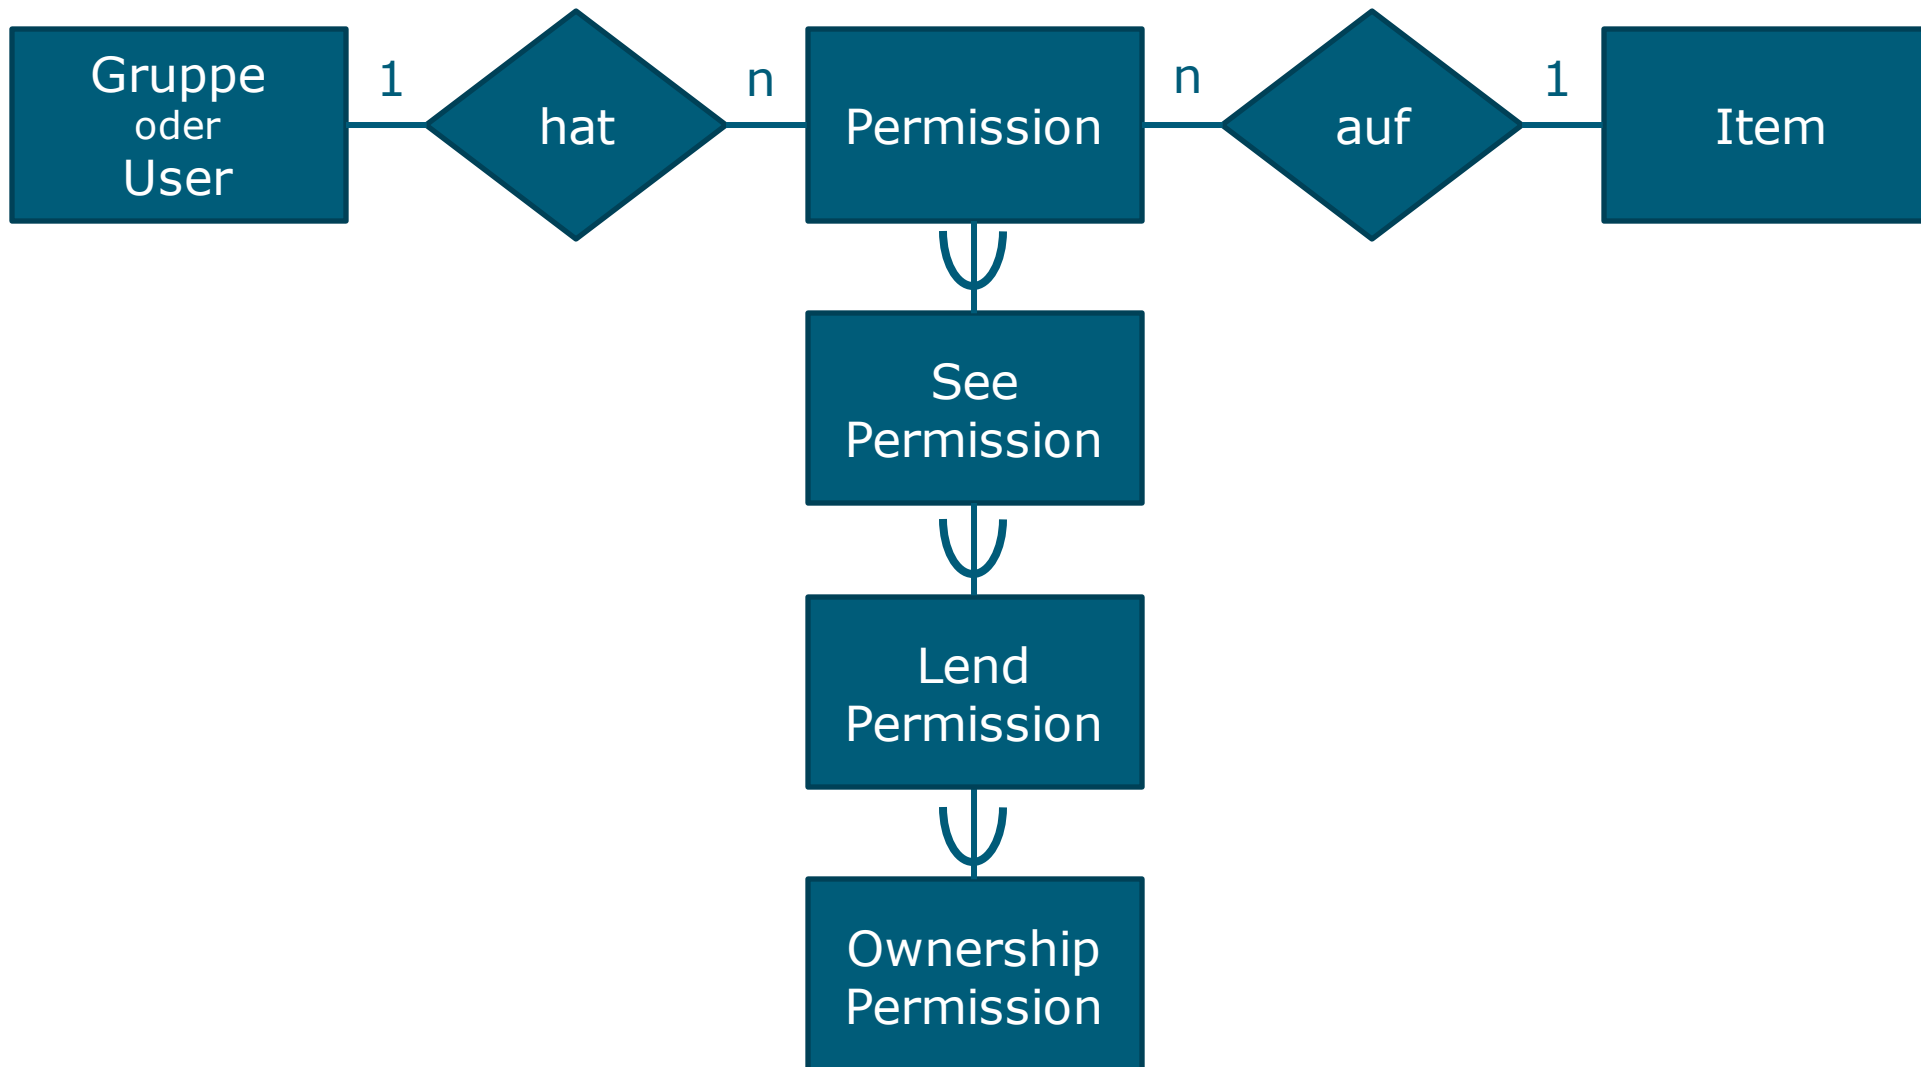 Gruppe
oder
User
1
hat
n
Permission
n
auf
1
Item
See
Permission
Lend
Permission
Ownership
Permission